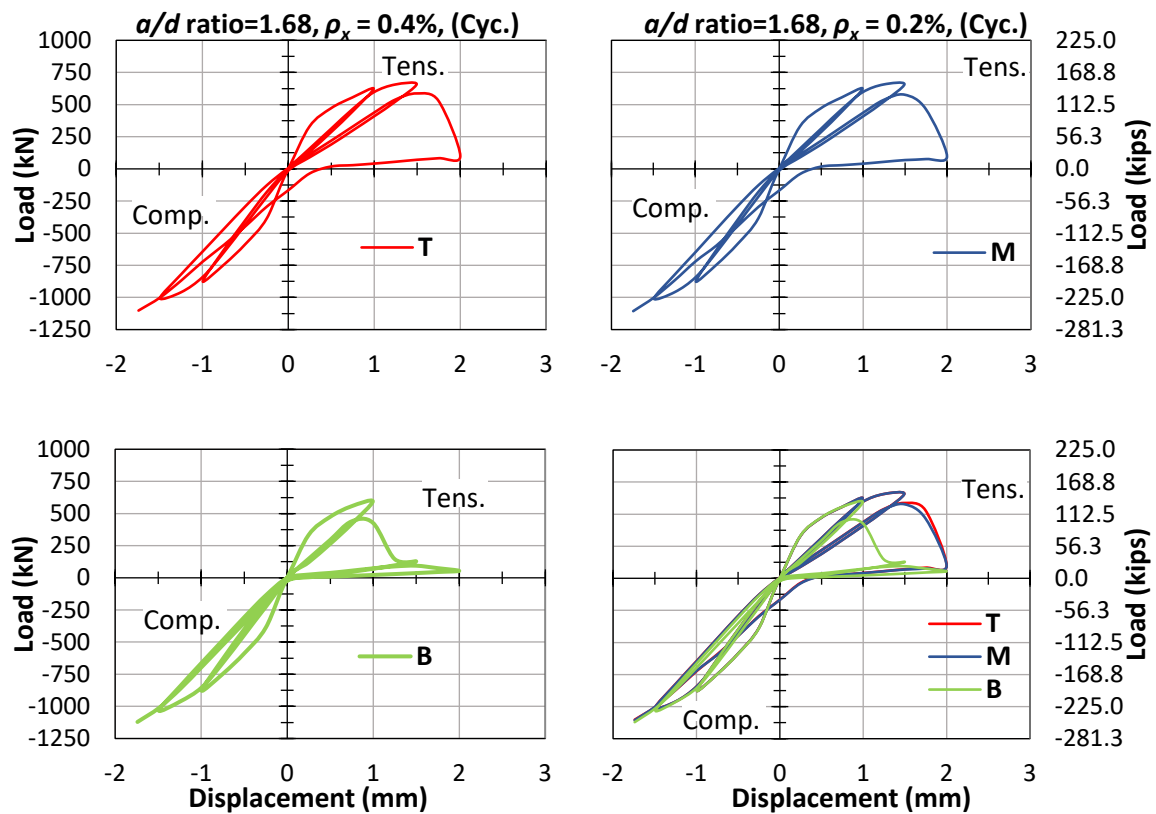 a/d ratio=1.68, ρx = 0.4%, (Cyc.)
a/d ratio=1.68, ρx = 0.2%, (Cyc.)
Load (kN)
1000
750
500
250
0
-250
-500
-750
-1000
-1250
Tens.
Comp.
T
-2 -1 0 1 2 3
Tens.
Comp.
M
-2 -1 0 1 2 3
225.0
168.8
112.5
56.3
0.0
-56.3
-112.5
-168.8
-225.0
-281.3
Load (kips)
Load (kN)
1000
750
500
250
0
-250
-500
-750
-1000
-1250
Tens.
Comp.
B
-2 -1 0 1 2 3
Displacement (mm)
Tens.
T
M
B
Comp.
-2 -1 0 1 2 3
Displacement (mm)
225.0
168.8
112.5
56.3
0.0
-56.3
-112.5
-168.8
-225.0
-281.3
Load (kips)